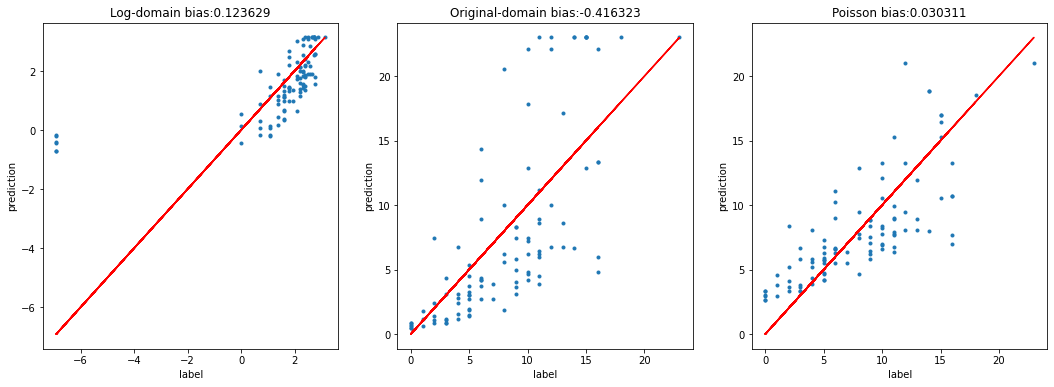 Log-domain bias:0.123629
prediction
2
0
−2
−4
−6
−6 −4 −2 0 2
label
Original-domain bias:-0.416323
prediction
20
15
10
5
0
0 5 10 15 20
label
Poisson bias:0.030311
prediction
20
15
10
5
0
0 5 10 15 20
label